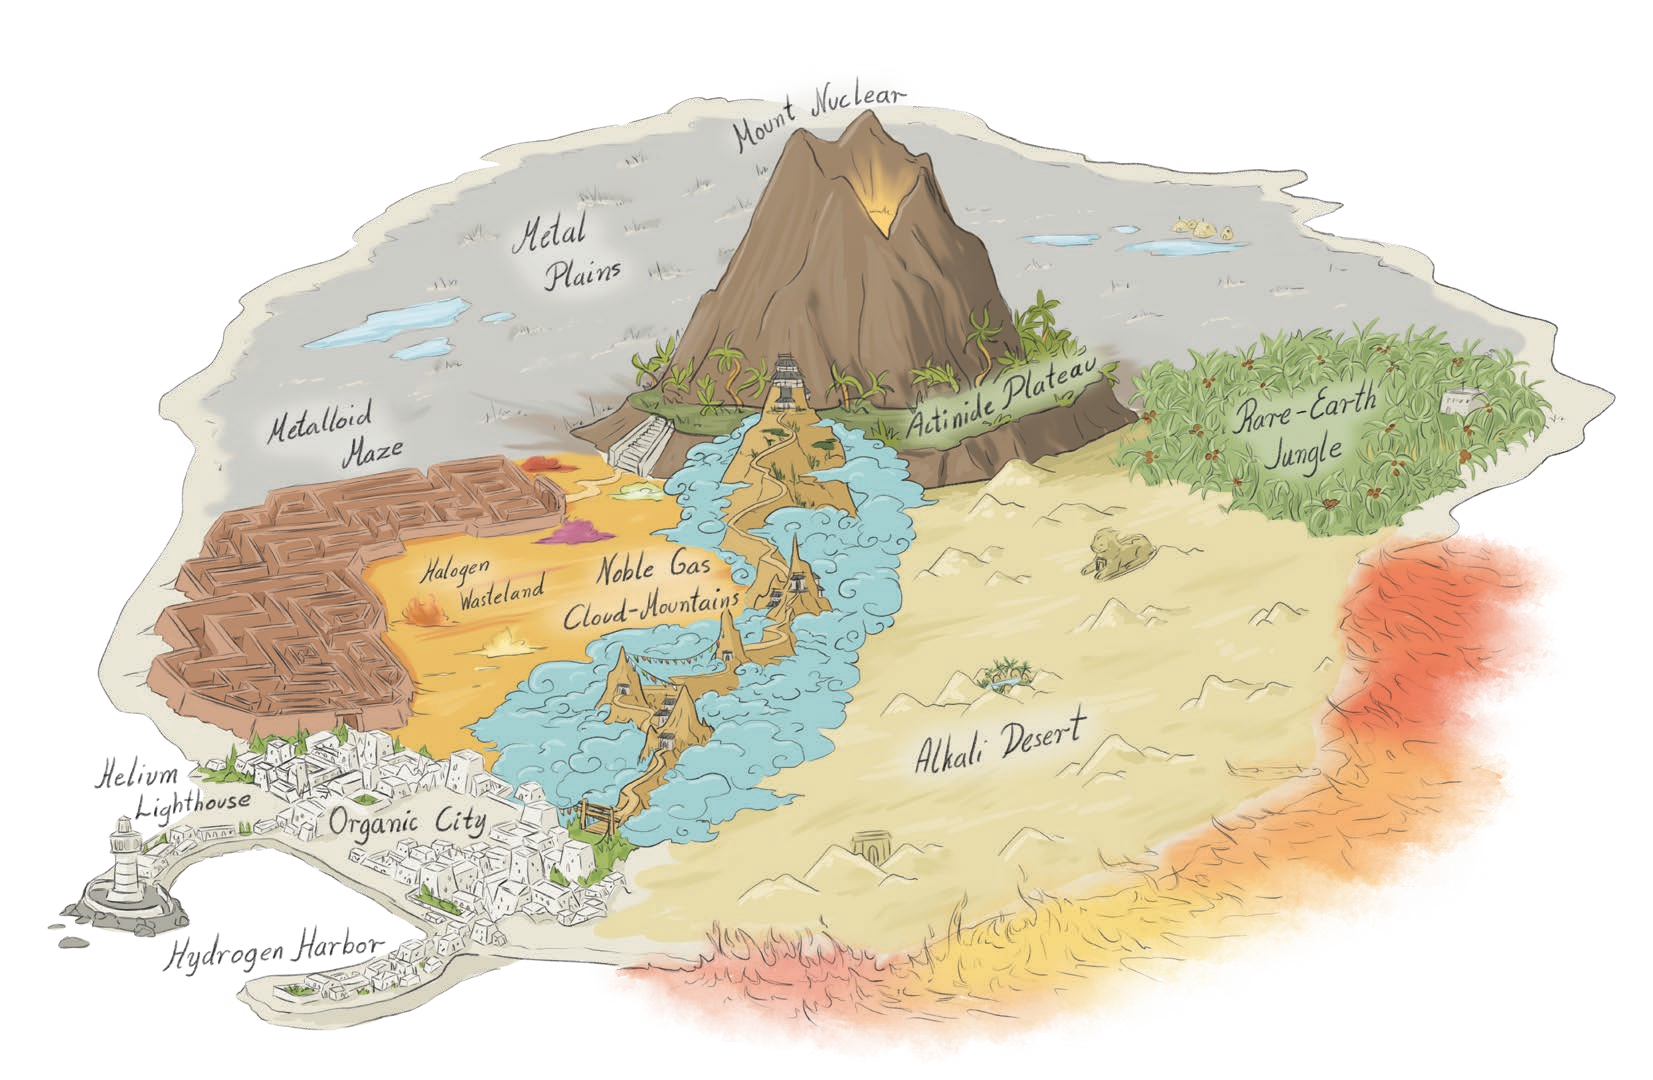 Mount Nuclear
Metal
Plains
Actinide Plateau
Rare-Earth
Jungle
Metalloid
Maze
Halogen
Wasteland
Noble Gas
Cloud-Mountains
Alkali Desert
Helium
Lighthouse
Organic City
Hydrogen Harbor